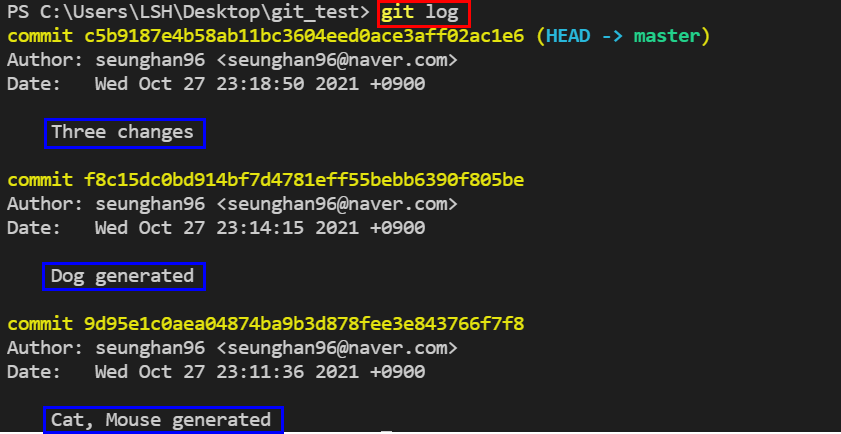 PS C:\Users\LSH\Desktop\git_test> git log
commit c5b9187e4b58ab11bc3604eed0ace3aff02ac1e6 (HEAD -> master)
Author: seunghan96 <seunghan96@naver.com>
Date:   Wed Oct 27 23:18:50 2021 +0900
Three changes
commit f8c15dc0bd914bf7d4781eff55bebb6390f805be
Author: seunghan96 <seunghan96@naver.com>
Date:   Wed Oct 27 23:14:15 2021 +0900
Dog generated
commit 9d95e1c0aea04874ba9b3d878fee3e843766f7f8
Author: seunghan96 <seunghan96@naver.com>
Date:   Wed Oct 27 23:11:36 2021 +0900
Cat, Mouse generated